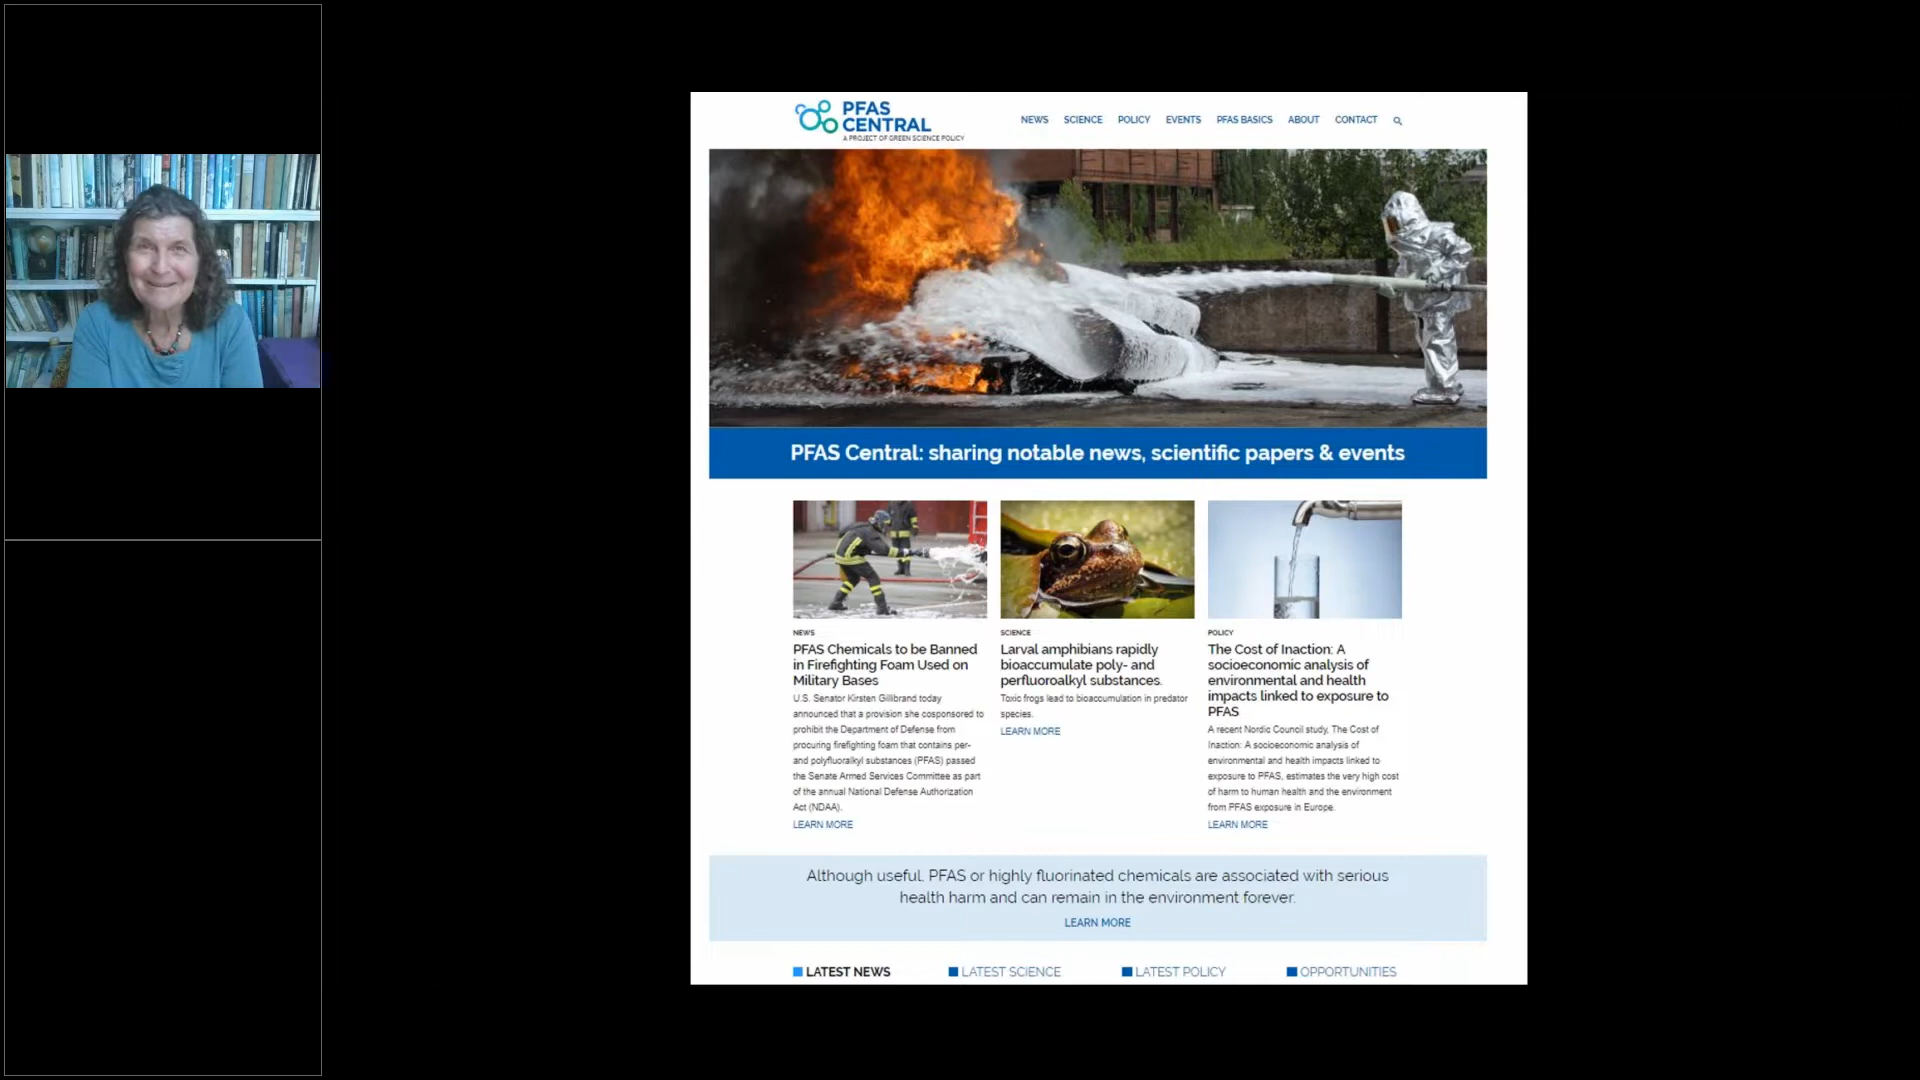 PFAS
CENTRAL
A PROJECT OF GREEN SCIENCE POLICY
NEWS SCIENCE POLICY EVENTS PFAS BASICS ABOUT CONTACT
PFAS Central: sharing notable news, scientific papers & events
NEWS
PFAS Chemicals to be Banned
in Firefighting Foam Used on
Military Bases
U.S. Senator Kirsten Gillibrand today
announced that a provision she cosponsored to
prohibit the Department of Defense from
procuring firefighting foam that contains per-
and polyfluoralkyl substances (PFAS) passed
the Senate Armed Services Committee as part
of the annual National Defense Authorization
Act (NDAA).
LEARN MORE
SCIENCE
Larval amphibians rapidly
bioaccumulate poly- and
perfluoroalkyl substances.
Toxic frogs lead to bioaccumulation in predator
species.
LEARN MORE
POLICY
The Cost of Inaction: A
socioeconomic analysis of
environmental and health
impacts linked to exposure to
PFAS
A recent Nordic Council study, The Cost of
Inaction: A socioeconomic analysis of
environmental and health impacts linked to
exposure to PFAS, estimates the very high cost
of harm to human health and the environment
from PFAS exposure in Europe.
LEARN MORE
Although useful, PFAS or highly fluorinated chemicals are associated with serious
health harm and can remain in the environment forever.
LEARN MORE
LATEST NEWS LATEST SCIENCE LATEST POLICY OPPORTUNITIES